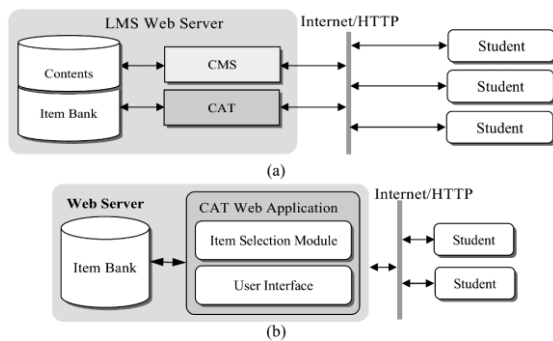 LMS Web Server
Internet/HTTP
Contents
CMS
Student
Item Bank
CAT
Student
Student
(a)
Web Server
CAT Web Application
Internet/HTTP
Item Bank
Item Selection Module
Student
User Interface
Student
(b)